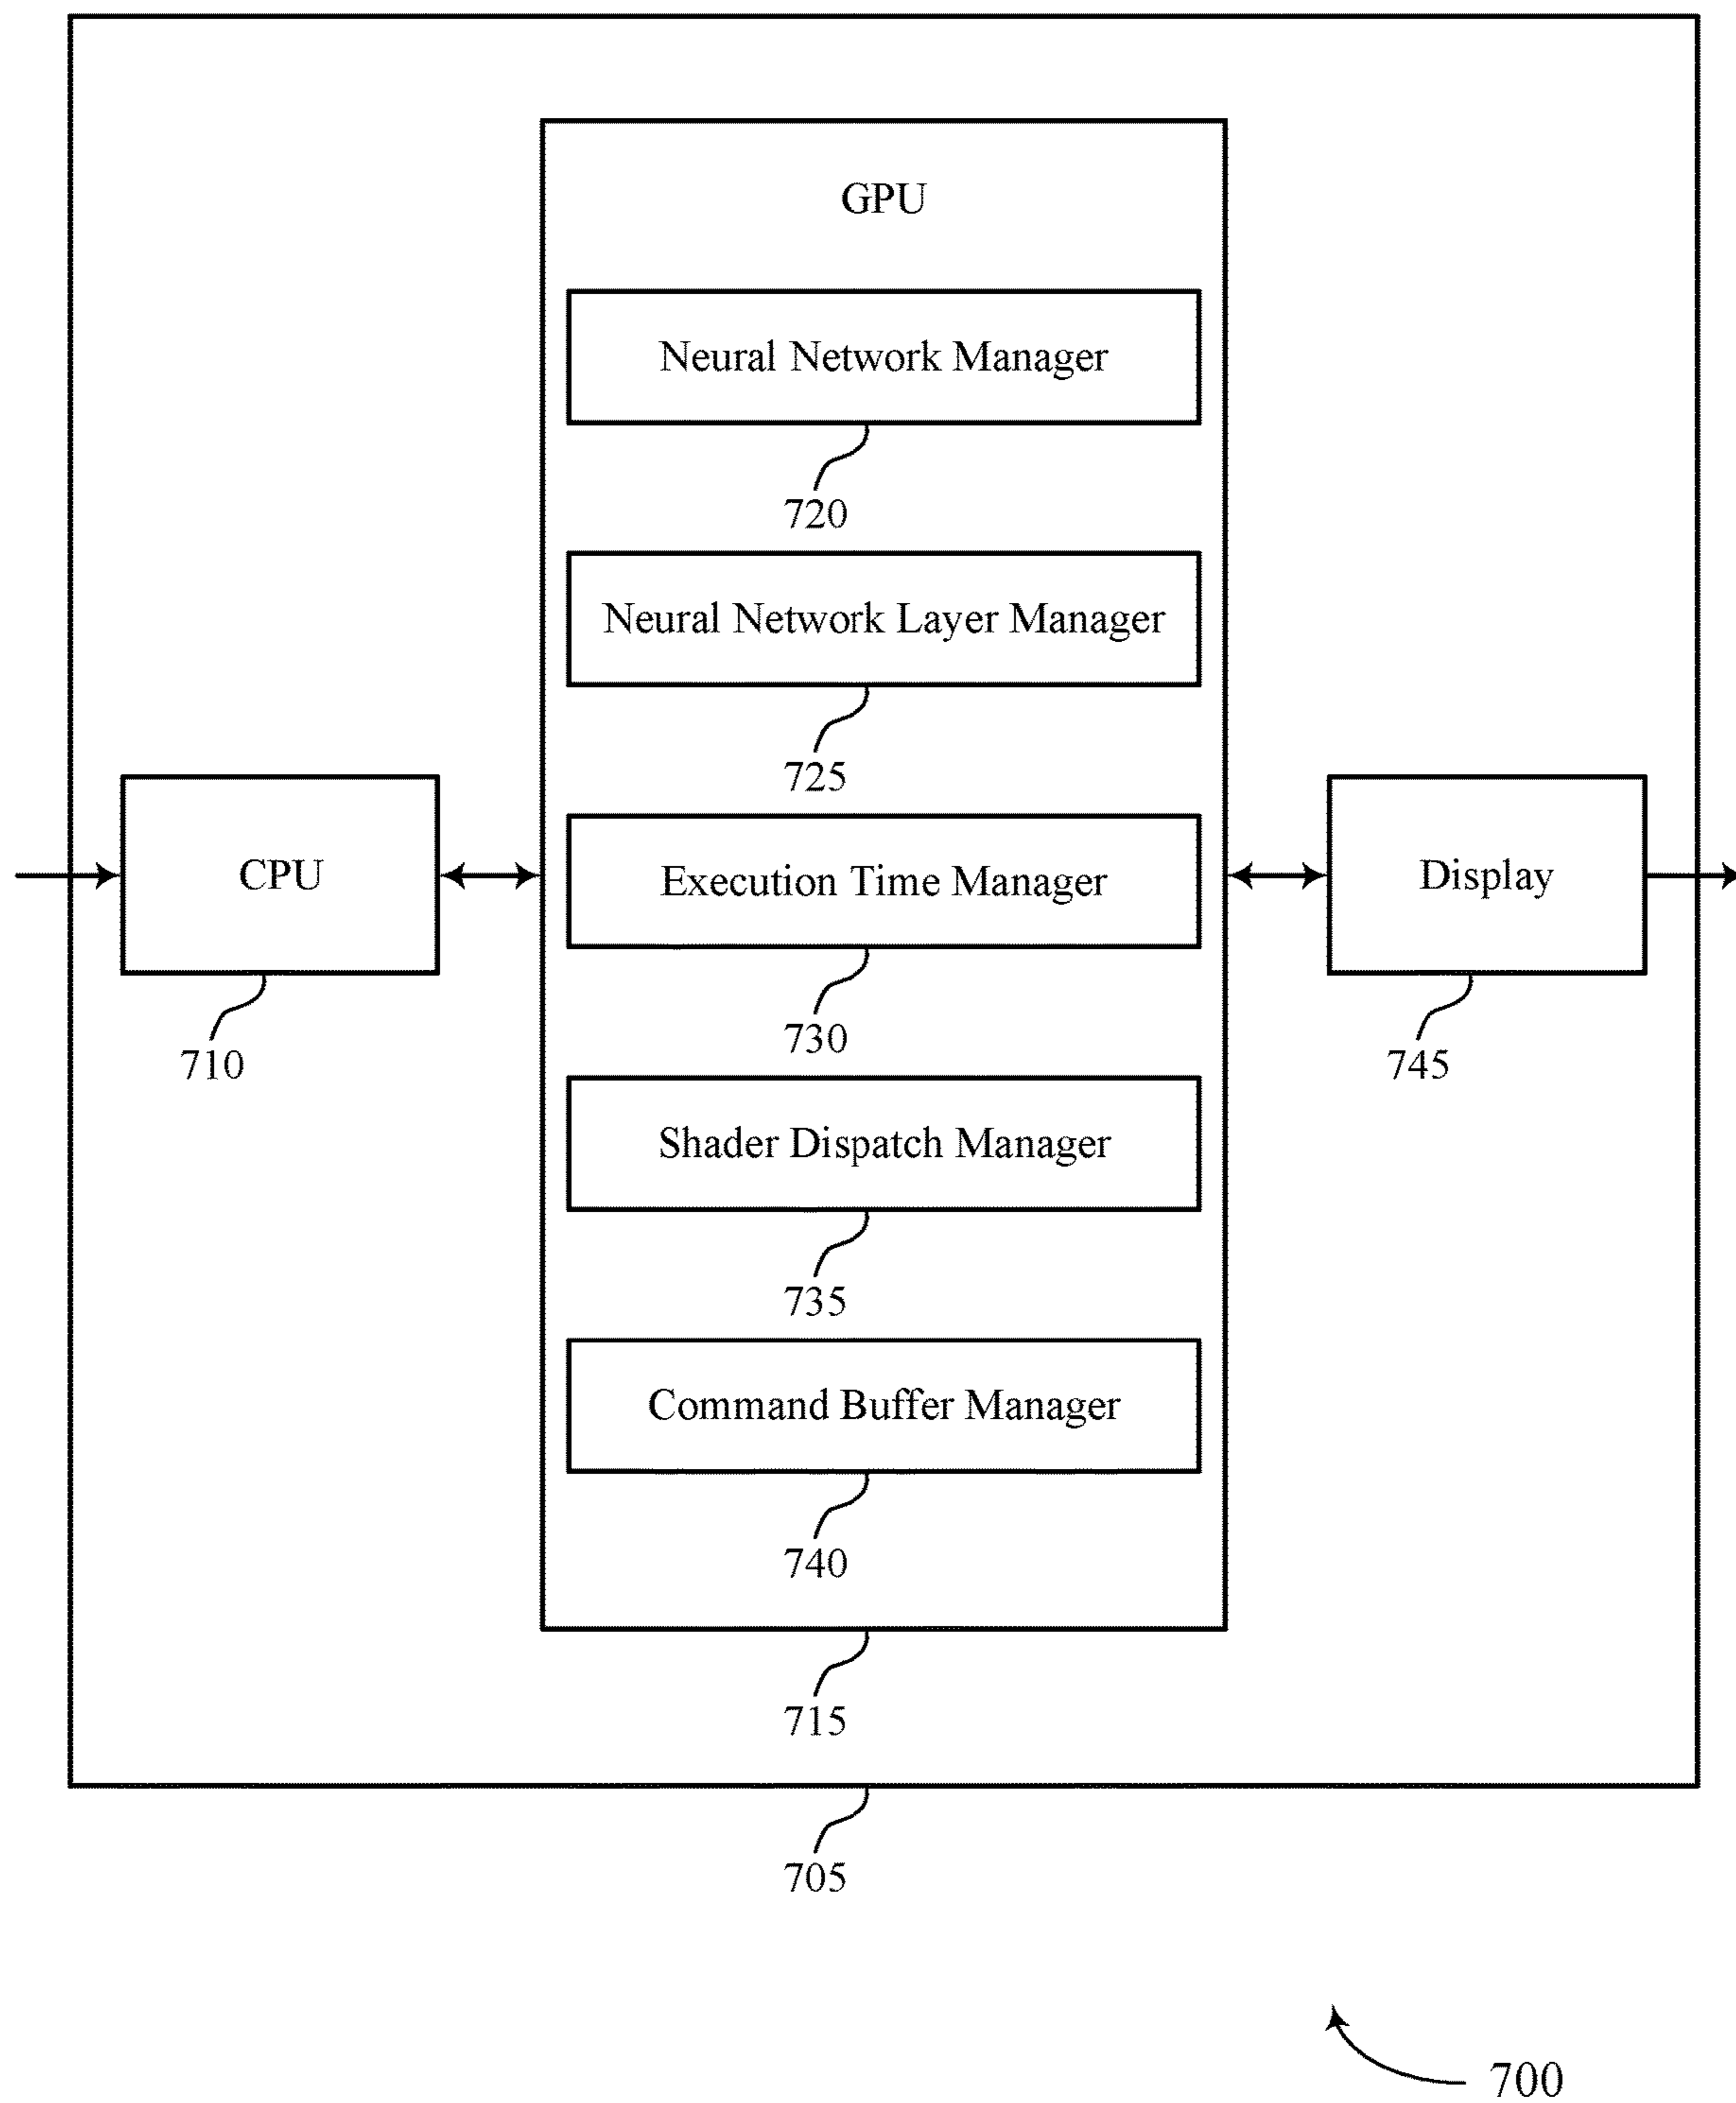 GPU
Neural Network Manager
720
Neural Network Layer Manager
725
CPU
710
Execution Time Manager
730
Display
745
Shader Dispatch Manager
735
Command Buffer Manager
740
715
705
700